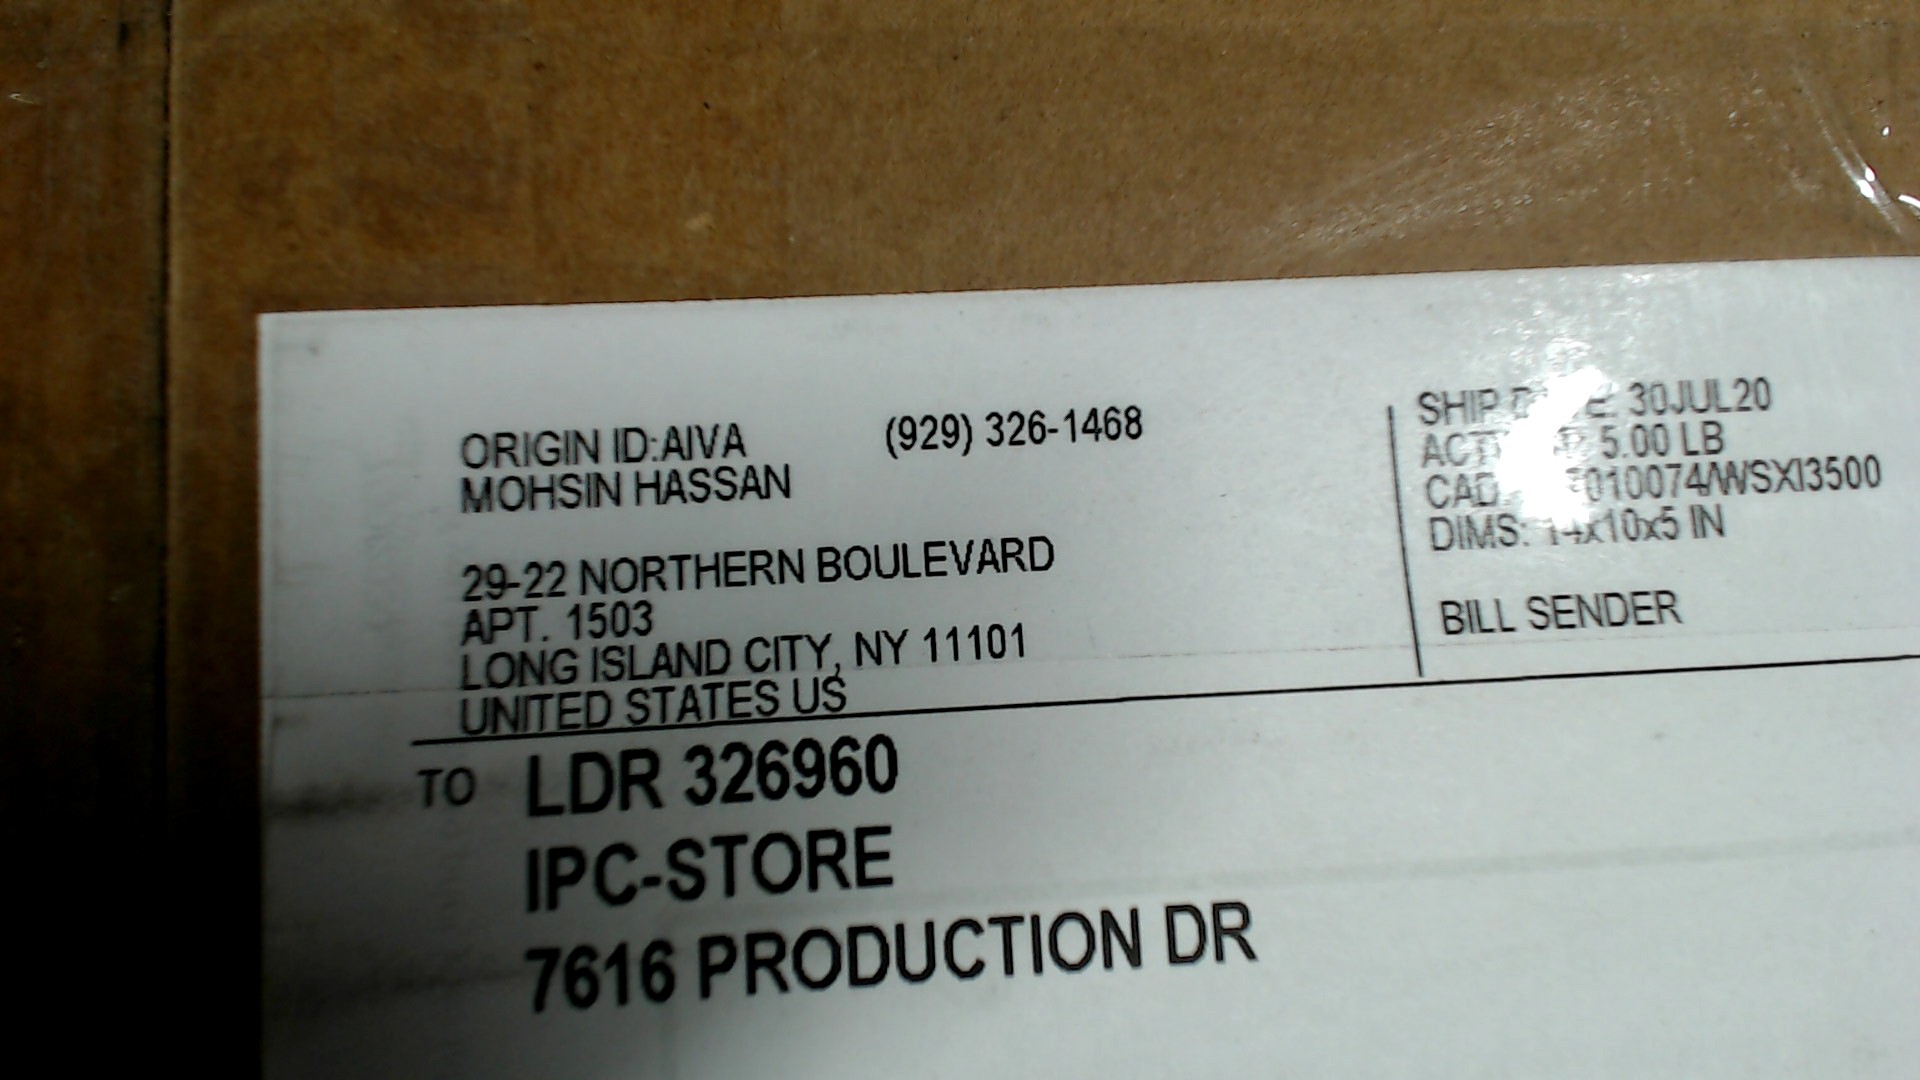 ORIGIN ID:AIVA (929) 326-1468
MOHSIN HASSAN
29-22 NORTHERN BOULEVARD
APT. 1503
LONG ISLAND CITY, NY 11101
UNITED STATES US
SHIP 30JUL20
5.00 LB
DIMS: 14x10x5 IN
BILL SENDER
TO LDR 326960
IPC-STORE
7616 PRODUCTION DR